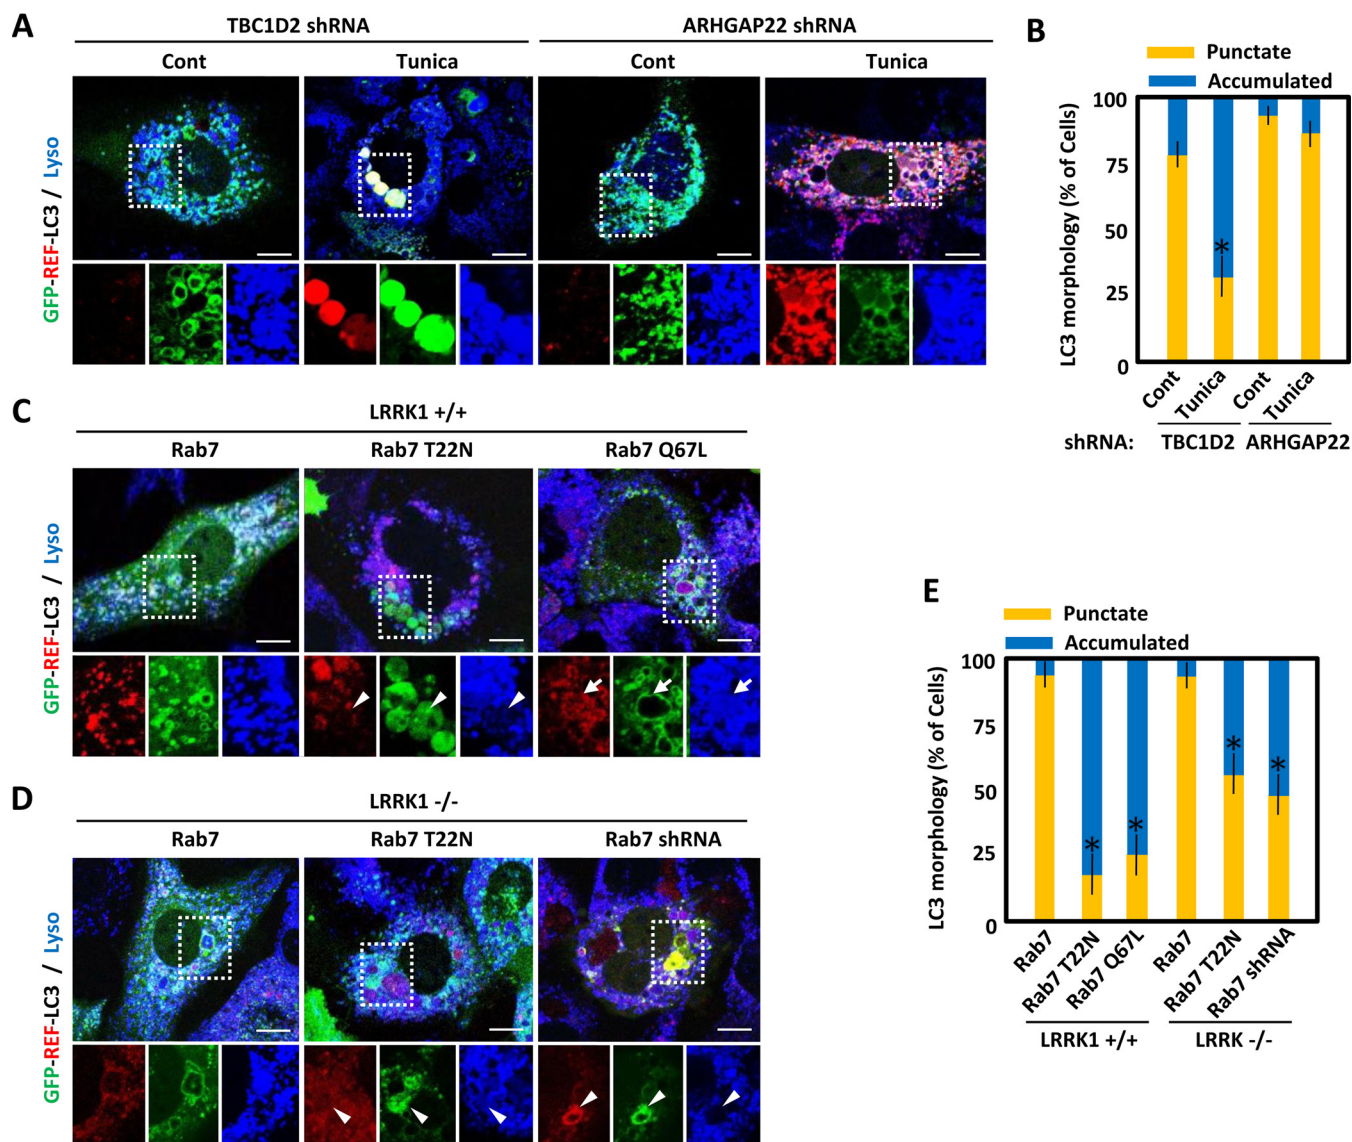 A
TBC1D2 shRNA
ARHGAP22 shRNA
Cont
Tunica
Cont
Tunica
GFP-REF-LC3 / Lyso
B
Punctate
Accumulated
LC3 morphology (% of Cells)
100
75
50
25
0
*
Cont
Tunica
Cont
Tunica
shRNA:
TBC1D2
ARHGAP22
C
LRRK1 +/+
Rab7
Rab7 T22N
Rab7 Q67L
GFP-REF-LC3 / Lyso
D
LRRK1 -/-
Rab7
Rab7 T22N
Rab7 shRNA
GFP-REF-LC3 / Lyso
E
Punctate
Accumulated
LC3 morphology (% of Cells)
100
75
50
25
0
*
*
*
*
Rab7
Rab7 T22N
Rab7 Q67L
Rab7
Rab7 T22N
Rab7 shRNA
LRRK1 +/+
LRRK -/-